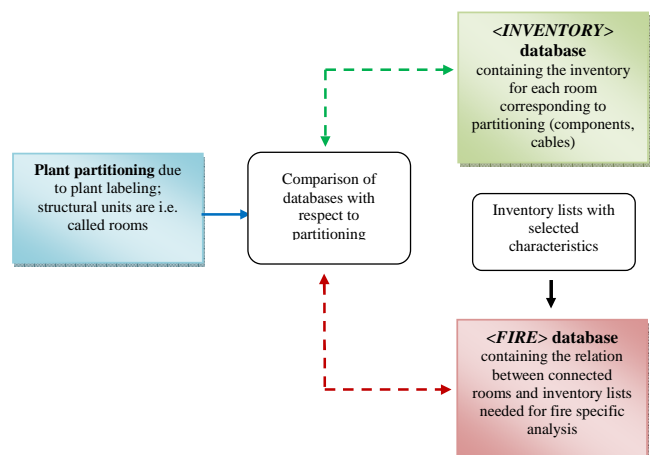 <INVENTORY>
database
containing the inventory
for each room
corresponding to
partitioning (components,
cables)
Plant partitioning due
to plant labeling;
structural units are i.e.
called rooms
Comparison of
databases with
respect to
partitioning
Inventory lists with
selected
characteristics
<FIRE> database
containing the relation
between connected
rooms and inventory lists
needed for fire specific
analysis